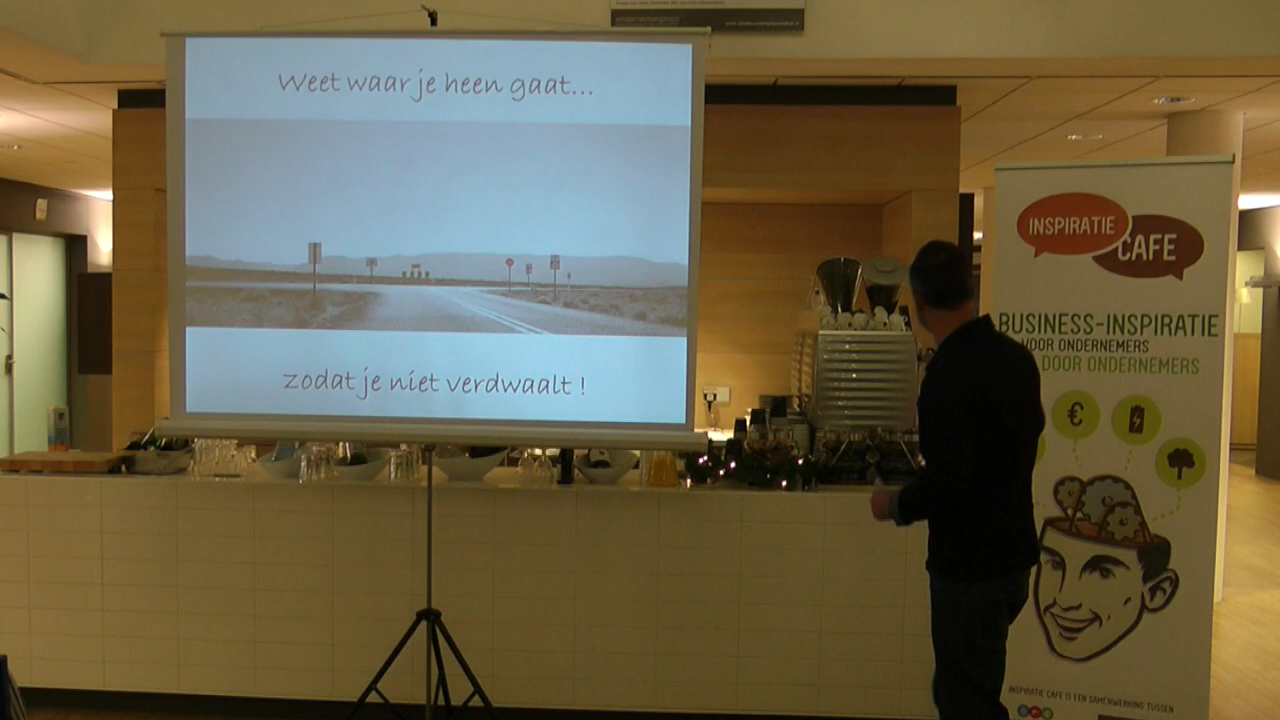 ondernemersplein
Weet waar je heen gaat...
zodat je niet verdwaalt !
INSPIRATIE
CAFE
BUSINESS-INSPIRATIE
VOOR ONDERNEMERS
DOOR ONDERNEMERS
€
INSPIRATIE CAFE IS EEN SAMENWERKING TUSSEN